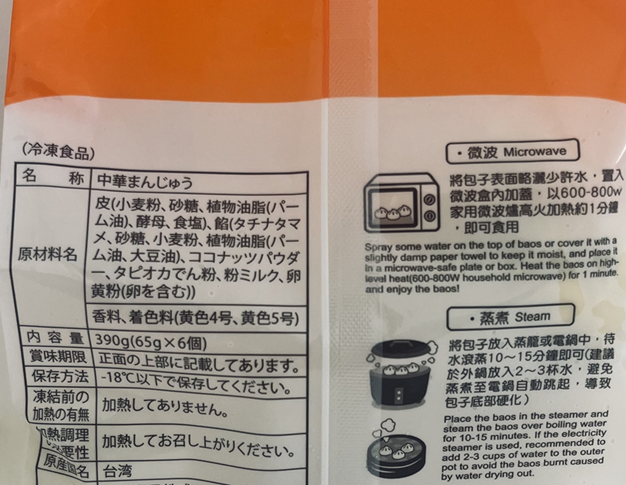 (冷凍食品)
名 称 中華まんじゅう
原材料名
皮(小麦粉、砂糖、植物油脂(パー
ム油)、酵母、食塩)、餡(タチナタマ
メ、砂糖、小麦粉、植物油脂(パー
ム油、大豆油)、ココナッツパウダ
ー、タピオカでん粉、粉ミルク、卵
黄粉(卵を含む))
香料、着色料(黄色4号、黄色5号)
内 容 量 390g(65g×6個)
賞味期限 正面の上部に記載してあります。
保存方法 -18℃以下で保存してください。
凍結前の
加熱の有無 加熱してありません。
加熱調理
要性 加熱してお召し上がりください。
原産国名 台湾
・微波 Microwave
將包子表面略灑少許水，置入
微波盒內加蓋，以600-800w
家用微波爐高火加熱約1分鐘
，即可食用
Spray some water on the top of baos or cover it with a
slightly damp paper towel to keep it moist, and place it
in a microwave-safe plate or box. Heat the baos on high-
level heat(600-800W household microwave) for 1 minute.
and enjoy the baos!
・蒸煮 Steam
將包子放入蒸籠或電鍋中，待
水滾蒸10～15分鐘即可(建議
於外鍋放入2～3杯水，避免
蒸煮至電鍋自動跳起，導致
包子底部硬化)
Place the baos in the steamer and
steam the baos over boiling water
for 10-15 minutes. If the electricity
steamer is used, recommended to
add 2-3 cups of water to the outer
pot to avoid the baos burnt caused
by water drying out.